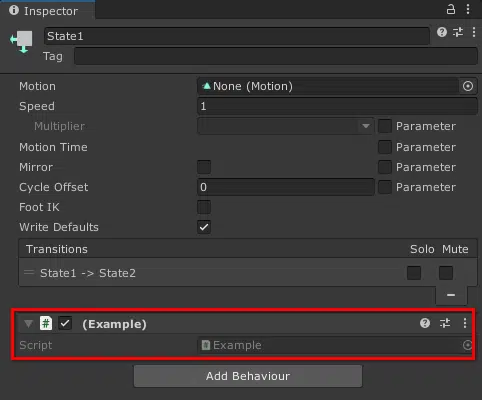 Inspector
State1
Tag
Motion None (Motion)
Speed 1
Multiplier Parameter
Motion Time Parameter
Mirror Parameter
Cycle Offset 0 Parameter
Foot IK
Write Defaults
Transitions Solo Mute
State1 -> State2
(Example)
Script Example
Add Behaviour